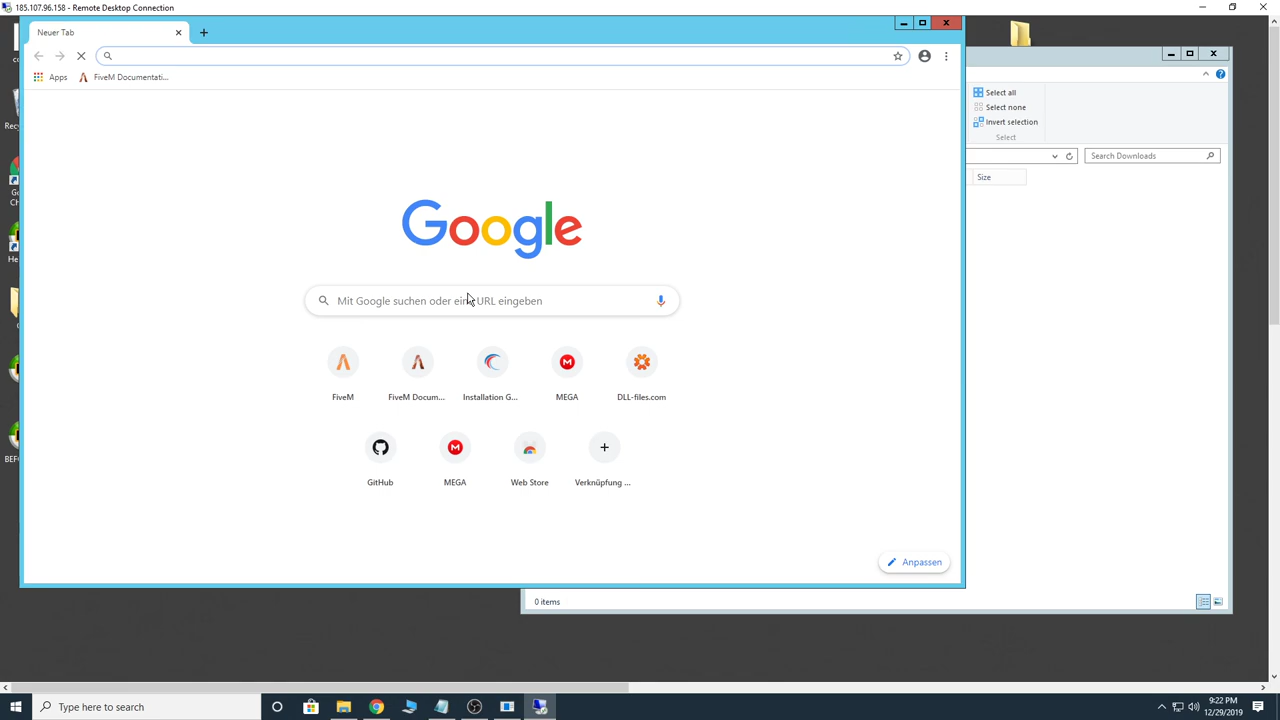 185.107.96.158 - Remote Desktop Connection
Neuer Tab
Apps
FiveM Documentati...
Select all
Select none
Invert selection
Select
Search Downloads
Size
Google
Mit Google suchen oder eine URL eingeben
FiveM
FiveM Docum...
Installation G...
MEGA
DLL-files.com
GitHub
MEGA
Web Store
Verknüpfung ...
Anpassen
0 items
Type here to search
9:22 PM
12/29/2019